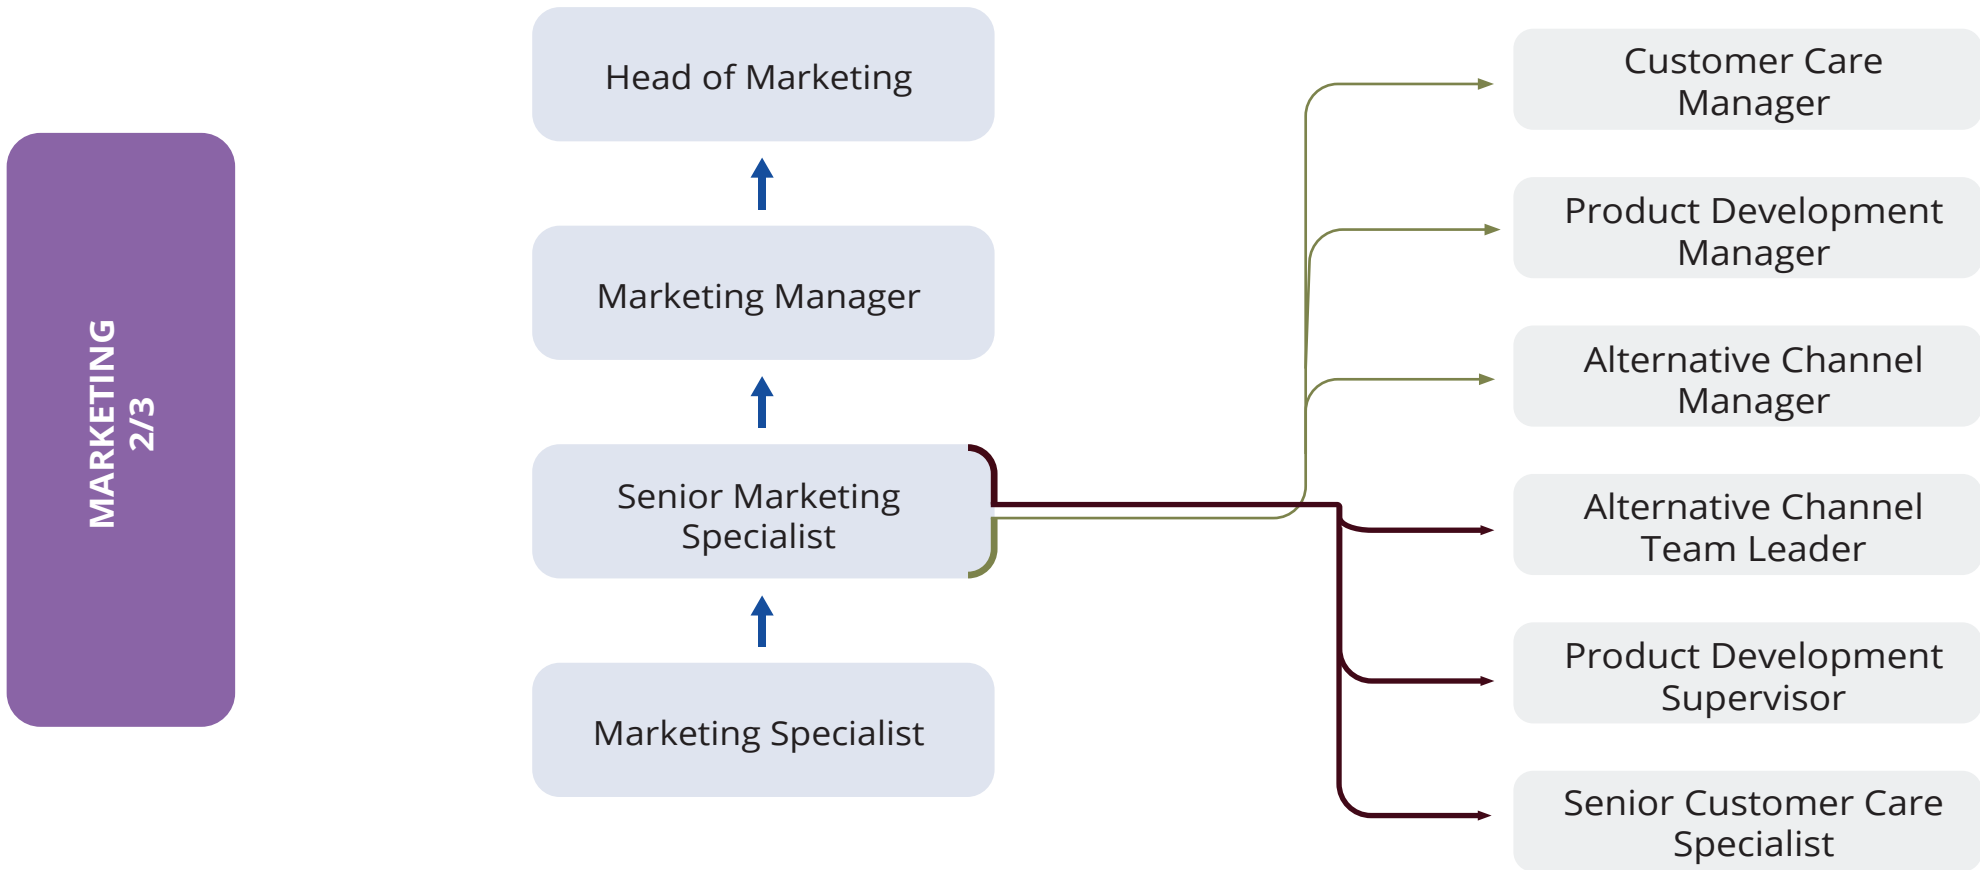 MARKETING
2/3
Head of Marketing
Marketing Manager
Senior Marketing
Specialist
Marketing Specialist
Customer Care
Manager
Product Development
Manager
Alternative Channel
Manager
Alternative Channel
Team Leader
Product Development
Supervisor
Senior Customer Care
Specialist